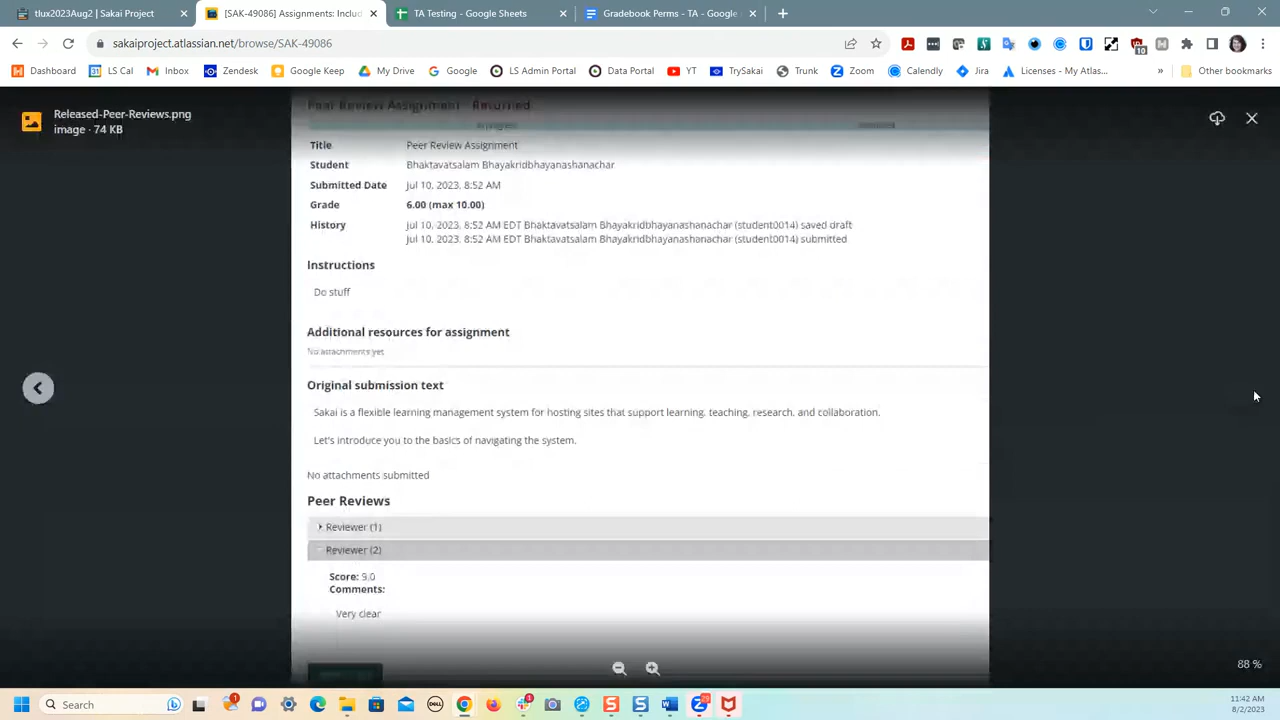 tlux2023Aug2 | Sakai Project
[SAK-49086] Assignments: Includ
TA Testing - Google Sheets
Gradebook Perms - TA - Google
sakaiproject.atlassian.net/browse/SAK-49086
10
Dashboard
LS Cal
Inbox
Zendesk
Google Keep
My Drive
Google
LS Admin Portal
Data Portal
YT
TrySakai
Trunk
Zoom
Calendly
Jira
Licenses - My Atlas...
»
Other bookmarks
Released-Peer-Reviews.png
image · 74 KB
Peer Review Assignment - Returned
Title Peer Review Assignment
Student Bhaktavatsalam Bhayakridbhayanashanachar
Submitted Date Jul 10, 2023, 8:52 AM
Grade 6.00 (max 10.00)
History Jul 10, 2023, 8:52 AM EDT Bhaktavatsalam Bhayakridbhayanashanachar (student0014) saved draft
Jul 10, 2023, 8:52 AM EDT Bhaktavatsalam Bhayakridbhayanashanachar (student0014) submitted
Instructions
Do stuff
Additional resources for assignment
No attachments yet
Original submission text
Sakai is a flexible learning management system for hosting sites that support learning, teaching, research, and collaboration.
Let's introduce you to the basics of navigating the system.
No attachments submitted
Peer Reviews
Reviewer (1)
Reviewer (2)
Score: 9.0
Comments:
Very clear
88 %
Search
11:42 AM
8/2/2023